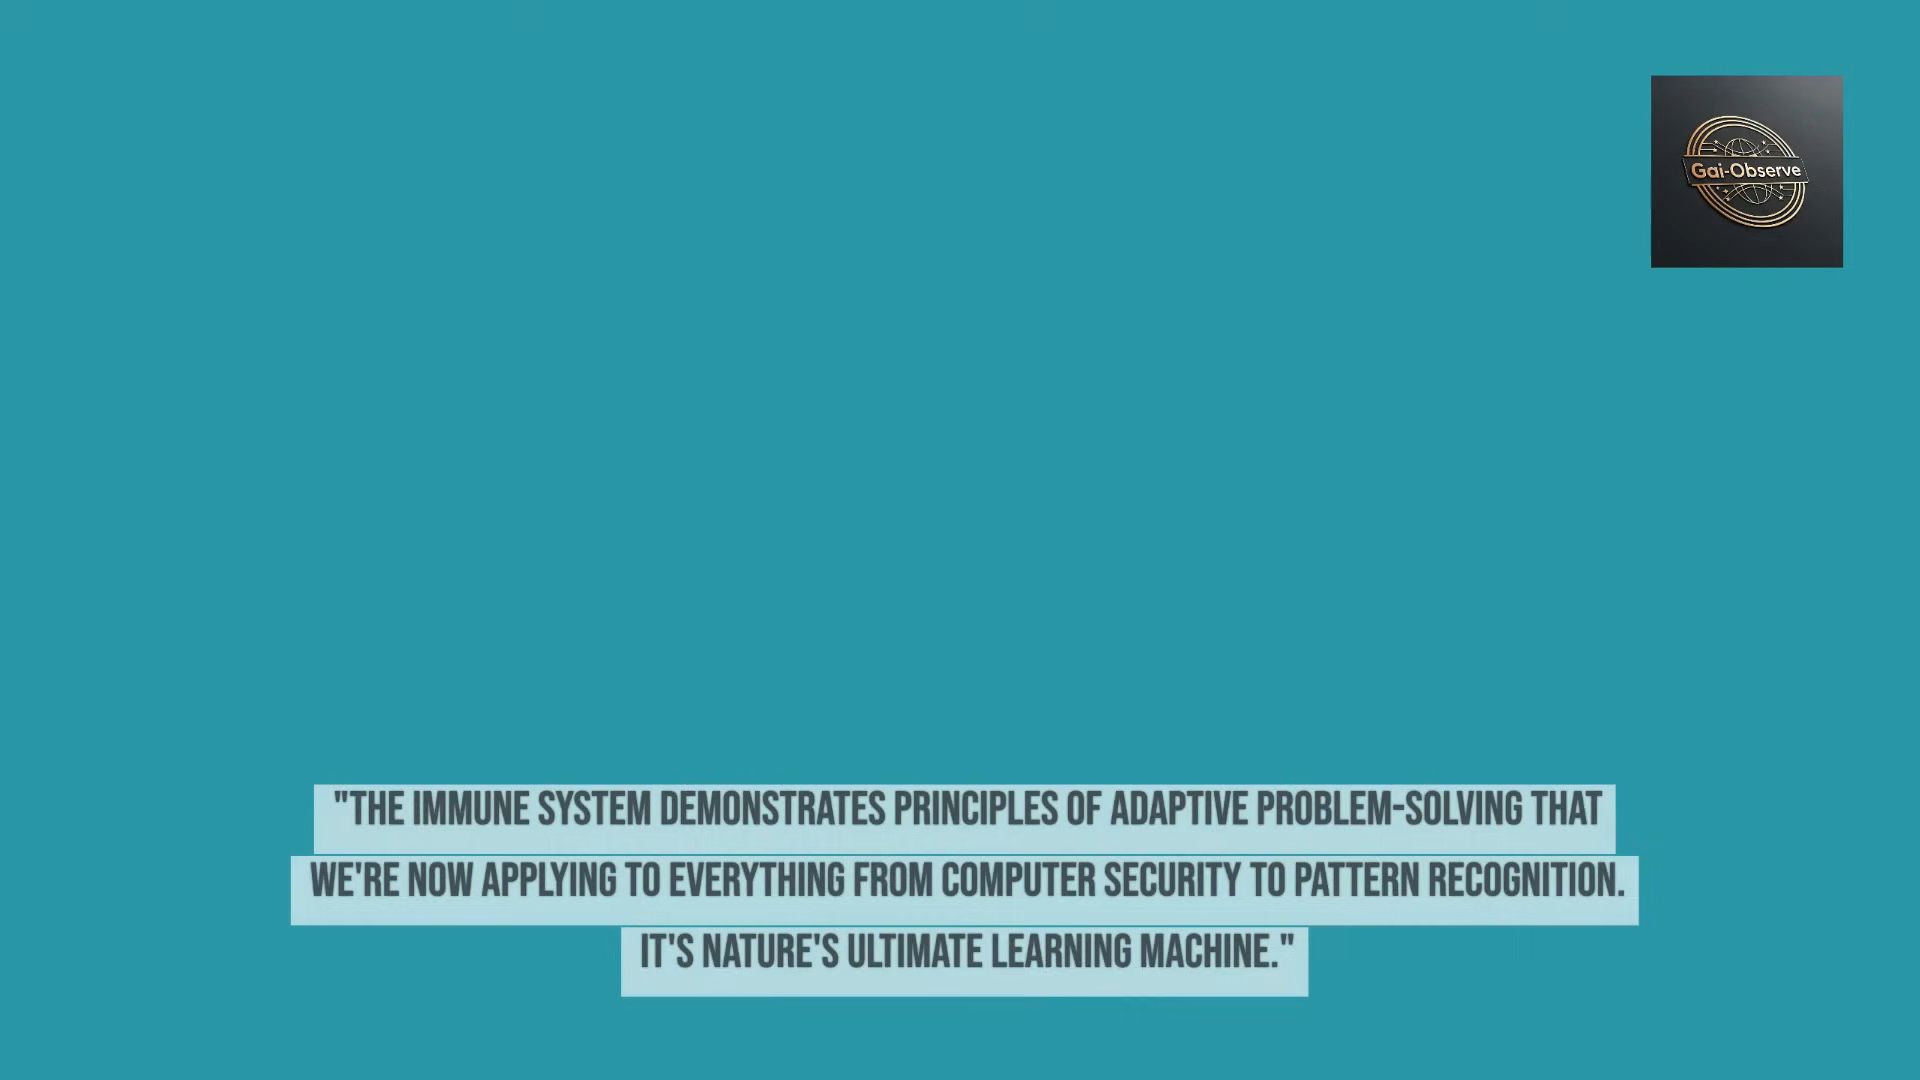 Gai-Observe
"THE IMMUNE SYSTEM DEMONSTRATES PRINCIPLES OF ADAPTIVE PROBLEM-SOLVING THAT
WE'RE NOW APPLYING TO EVERYTHING FROM COMPUTER SECURITY TO PATTERN RECOGNITION.
IT'S NATURE'S ULTIMATE LEARNING MACHINE."